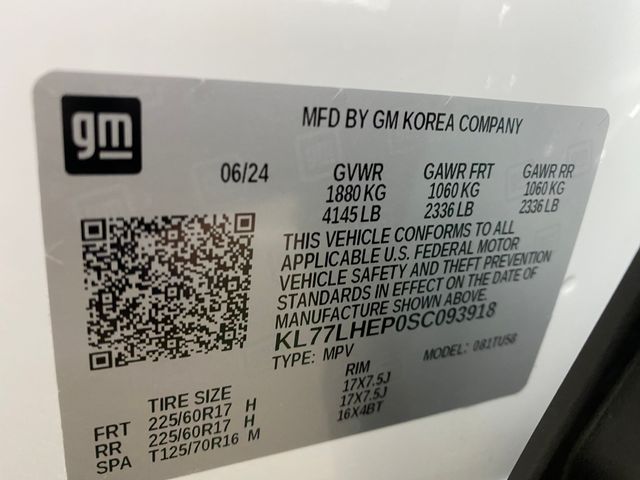 gm
MFD BY GM KOREA COMPANY
06/24 GVWR GAWR FRT GAWR RR
1880 KG 1060 KG 1060 KG
4145 LB 2336 LB 2336 LB
THIS VEHICLE CONFORMS TO ALL
APPLICABLE U.S. FEDERAL MOTOR
VEHICLE SAFETY AND THEFT PREVENTION
STANDARDS IN EFFECT ON THE DATE OF
MANUFACTURE SHOWN ABOVE.
KL77LHEP0SC093918
TYPE: MPV MODEL: 081TU58
TIRE SIZE RIM
FRT 225/60R17 H 17X7.5J
RR 225/60R17 H 17X7.5J
SPA T125/70R16 M 16X4BT